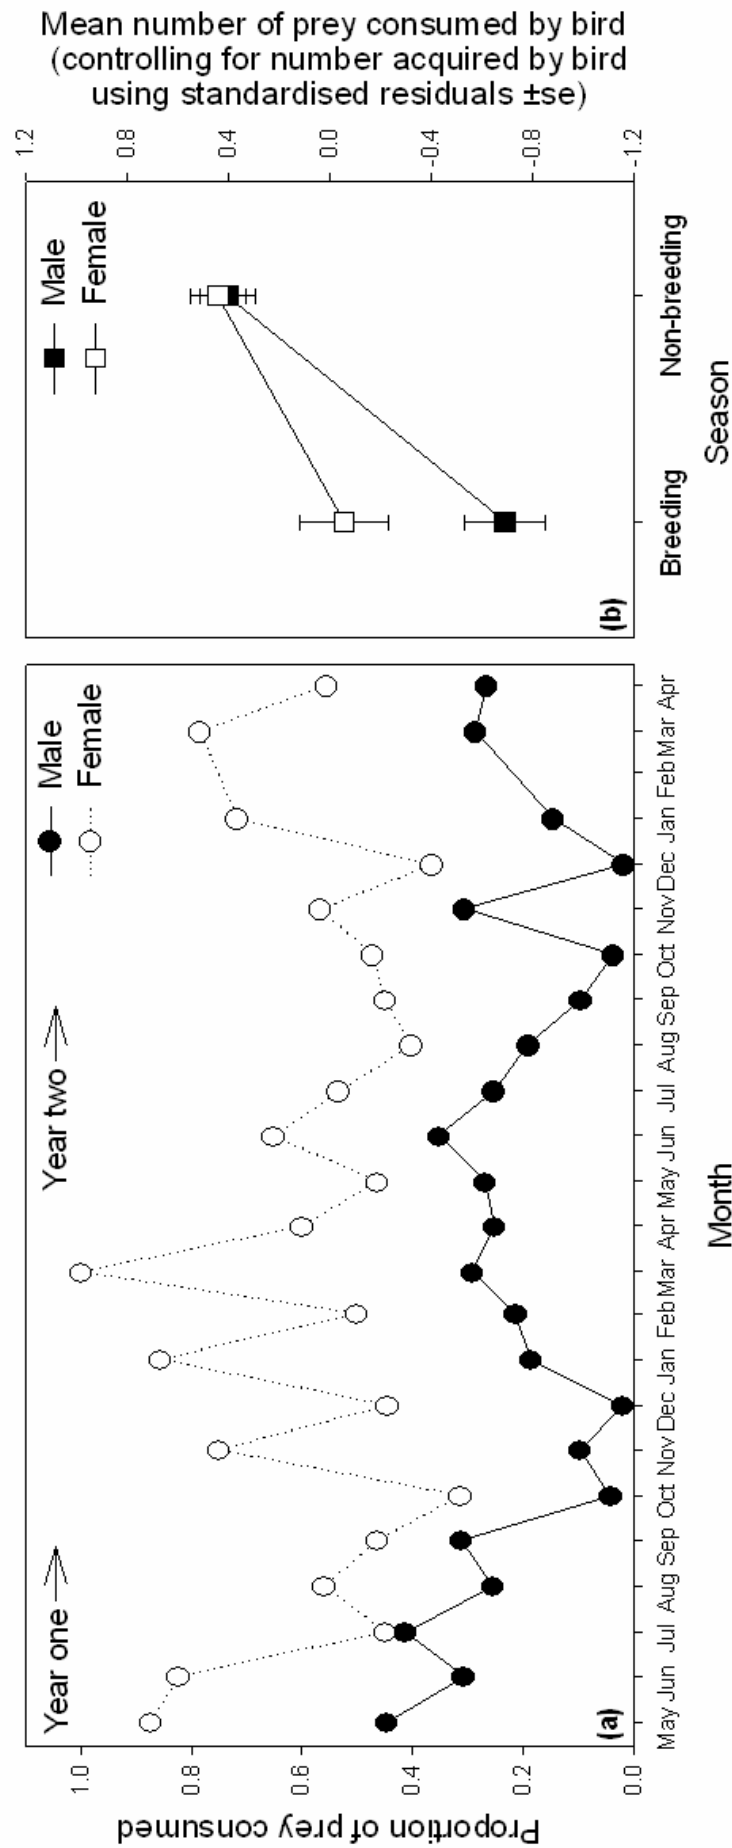 Mean number of prey consumed by bird
(controlling for number acquired by bird
using standardised residuals ±se)
1.2
0.8
0.4
0.0
-0.4
-0.8
-1.2
Male
Female
(b)
Breeding
Non-breeding
Season
Year one
Year two
Male
Female
(a)
1.0
0.8
0.6
0.4
0.2
0.0
Proportion of prey consumed
May Jun Jul Aug Sep Oct Nov Dec Jan Feb Mar Apr May Jun Jul Aug Sep Oct Nov Dec Jan Feb Mar Apr
Month